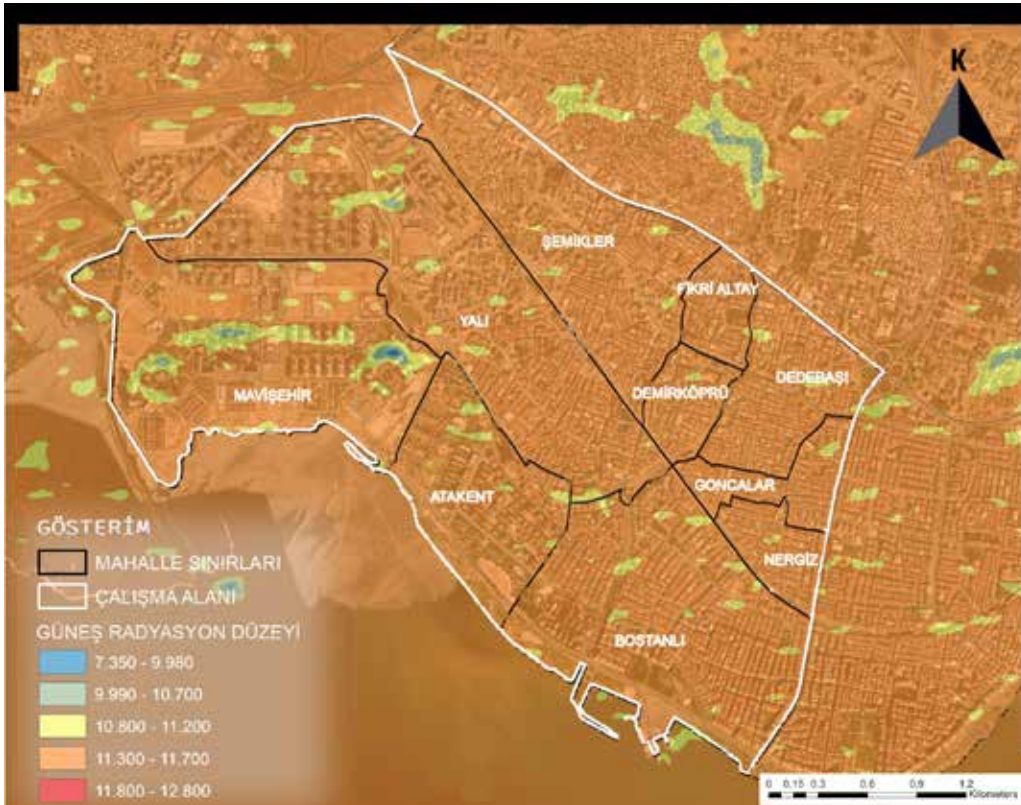 K
ŞEMİKLER
FİKRİ ALTAY
YALI
DEDEBAŞI
DEMİRKÖPRÜ
MAVİŞEHİR
GONCALAR
ATAKENT
NERGİZ
BOSTANLI
GÖSTERİM
MAHALLE SINIRLARI
ÇALIŞMA ALANI
GÜNEŞ RADYASYON DÜZEYİ
7.350 - 9.980
9.990 - 10.700
10.800 - 11.200
11.300 - 11.700
11.800 - 12.800
0 0,15 0,3 0,6 0,9 1,2
Kilometers